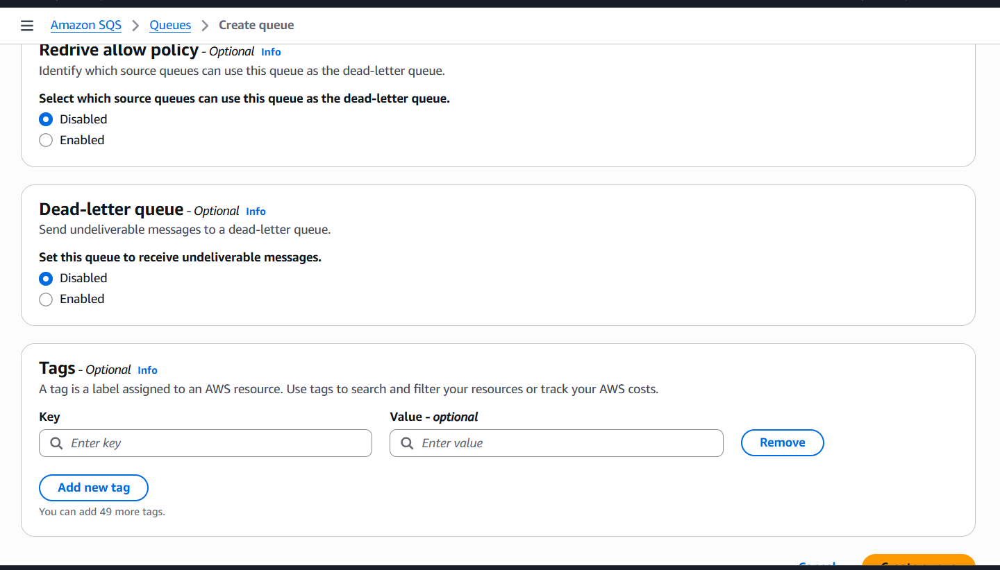 Amazon SQS > Queues > Create queue
Redrive allow policy - Optional Info
Identify which source queues can use this queue as the dead-letter queue.
Select which source queues can use this queue as the dead-letter queue.
Disabled
Enabled
Dead-letter queue - Optional Info
Send undeliverable messages to a dead-letter queue.
Set this queue to receive undeliverable messages.
Disabled
Enabled
Tags - Optional Info
A tag is a label assigned to an AWS resource. Use tags to search and filter your resources or track your AWS costs.
Key Value - optional
Enter key Enter value Remove
Add new tag
You can add 49 more tags.
Cancel Create queue